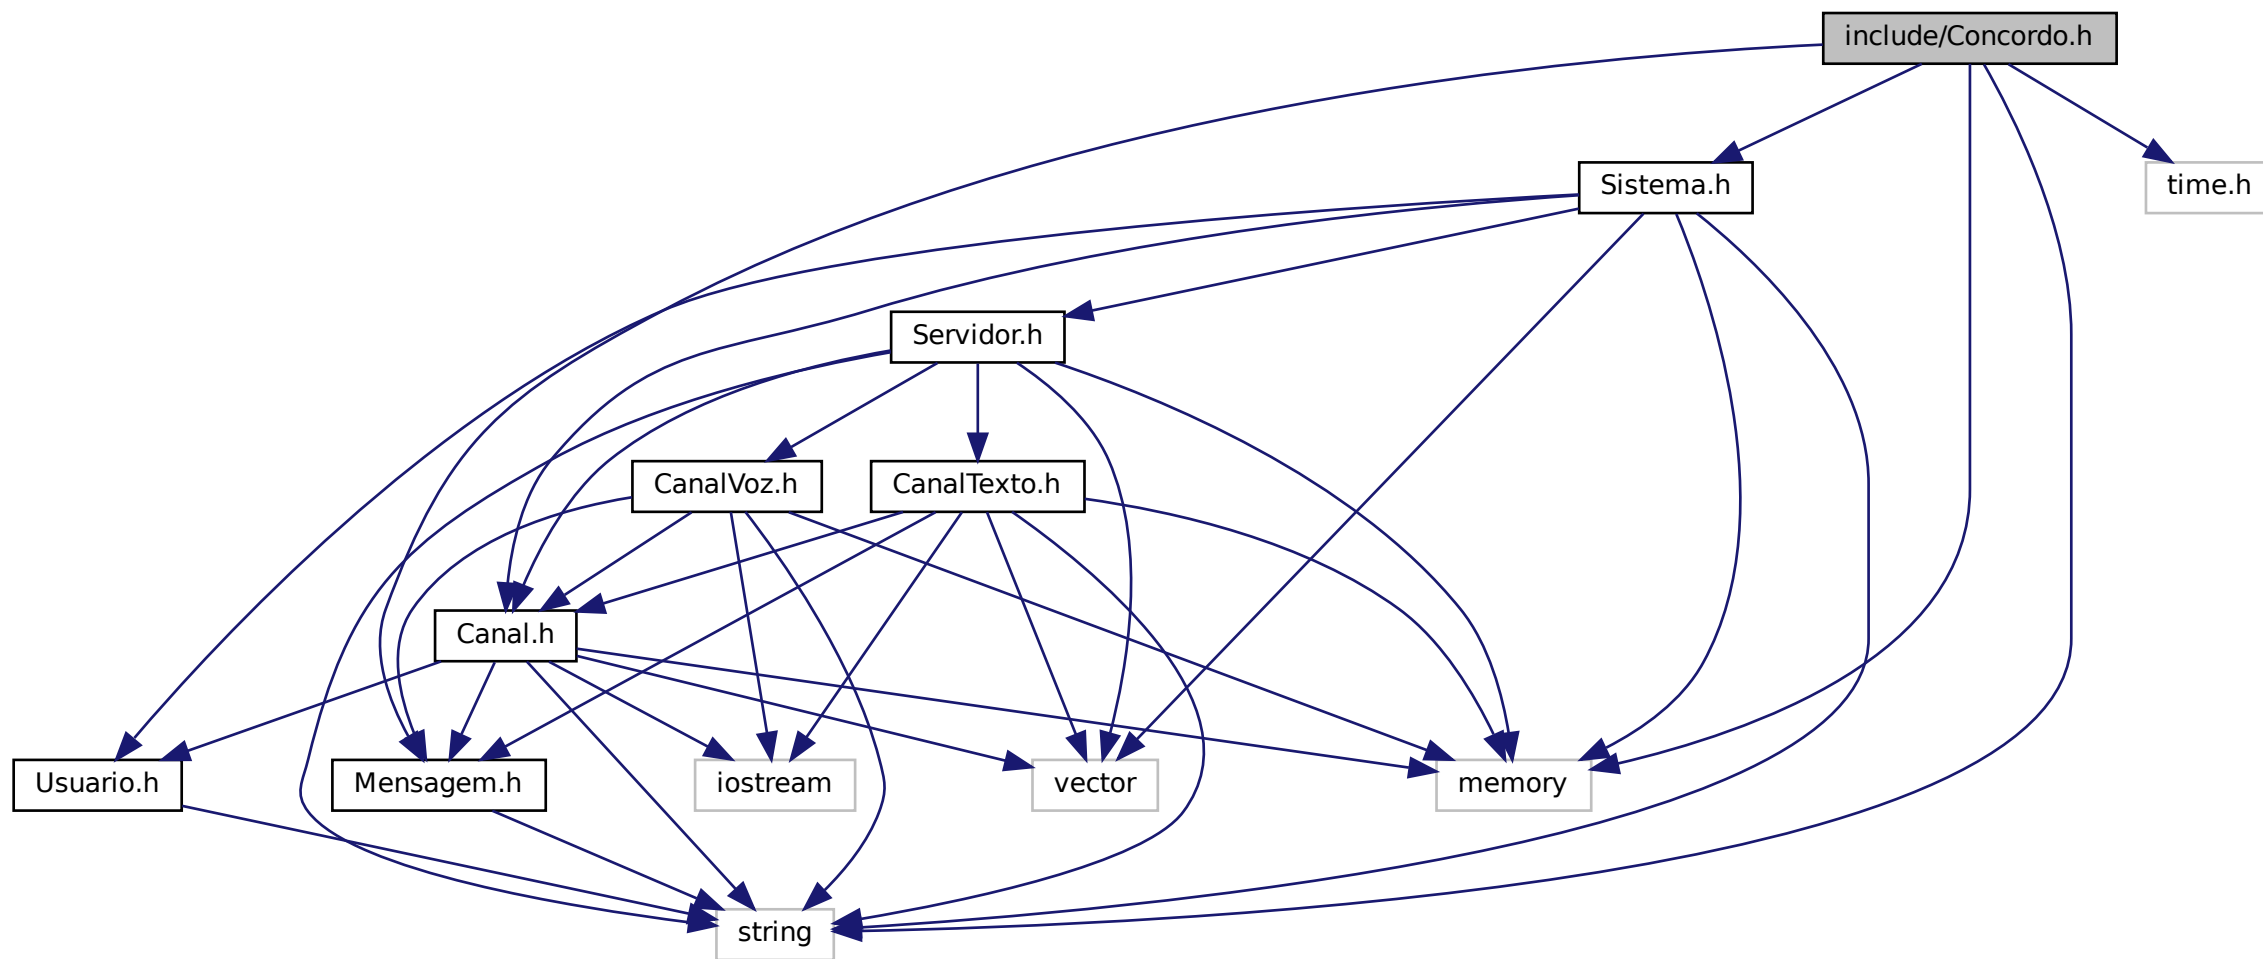 include/Concordo.h
Sistema.h
time.h
Servidor.h
CanalVoz.h
CanalTexto.h
Canal.h
Usuario.h
Mensagem.h
iostream
vector
memory
string